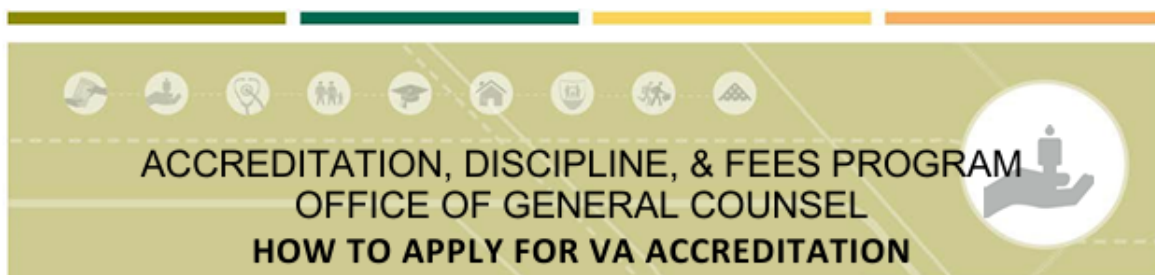 ACCREDITATION, DISCIPLINE, & FEES PROGRAM
OFFICE OF GENERAL COUNSEL
HOW TO APPLY FOR VA ACCREDITATION